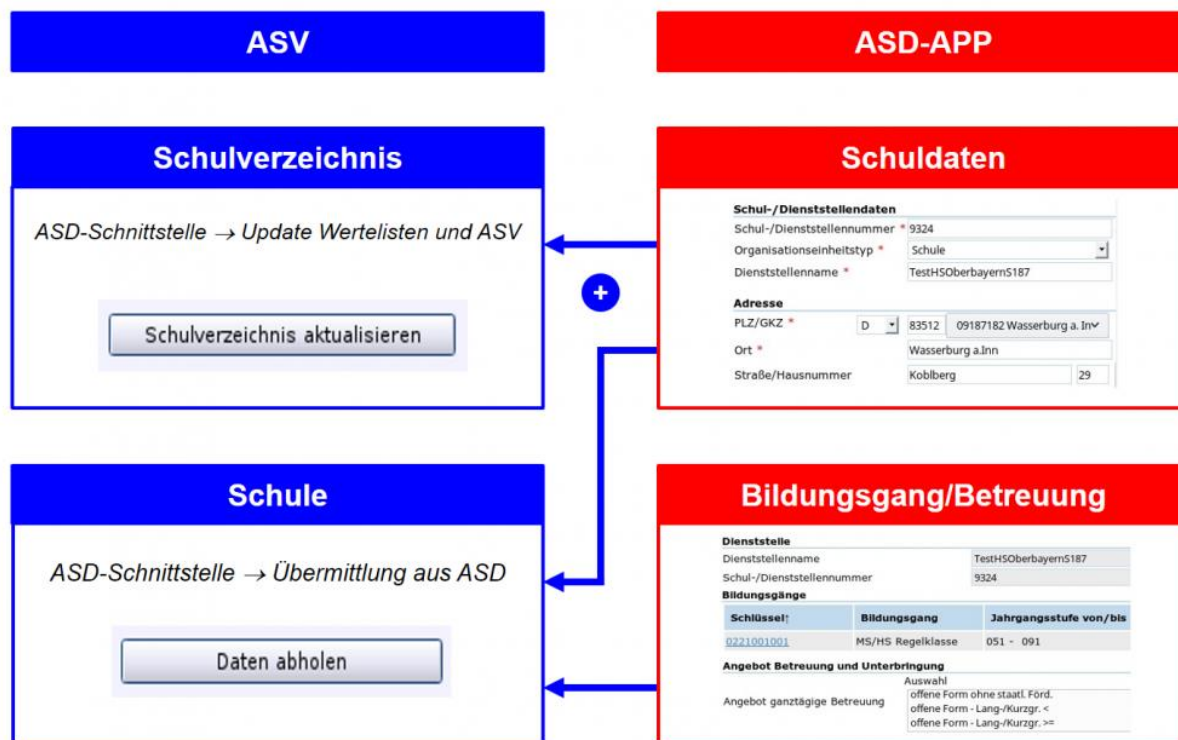 ASV
ASD-APP
Schulverzeichnis
ASD-Schnittstelle → Update Wertelisten und ASV
Schulverzeichnis aktualisieren
+
Schuldaten
Schul-/Dienststellendaten
Schul-/Dienststellennummer * 9324
Organisationseinheitstyp * Schule
Dienststellenname * TestHSOberbayernS187
Adresse
PLZ/GKZ * D 83512 09187182 Wasserburg a. In
Ort * Wasserburg a.Inn
Straße/Hausnummer Koblberg 29
Schule
ASD-Schnittstelle → Übermittlung aus ASD
Daten abholen
Bildungsgang/Betreuung
Dienststelle
Dienststellenname TestHSOberbayernS187
Schul-/Dienststellennummer 9324
Bildungsgänge
Schlüssel↑ Bildungsgang Jahrgangsstufe von/bis
0221001001 MS/HS Regelklasse 051 - 091
Angebot Betreuung und Unterbringung
Auswahl
Angebot ganztägige Betreuung
offene Form ohne staatl. Förd.
offene Form - Lang-/Kurzgr. <
offene Form - Lang-/Kurzgr. >=